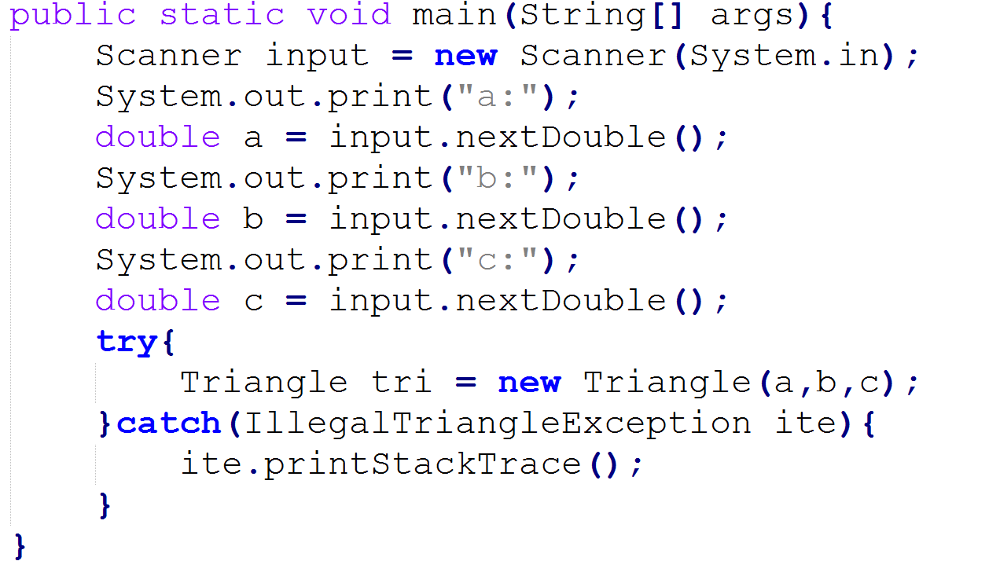 public static void main(String[] args){
    Scanner input = new Scanner(System.in);
    System.out.print("a:");
    double a = input.nextDouble();
    System.out.print("b:");
    double b = input.nextDouble();
    System.out.print("c:");
    double c = input.nextDouble();
    try{
        Triangle tri = new Triangle(a,b,c);
    }catch(IllegalTriangleException ite){
        ite.printStackTrace();
    }
}